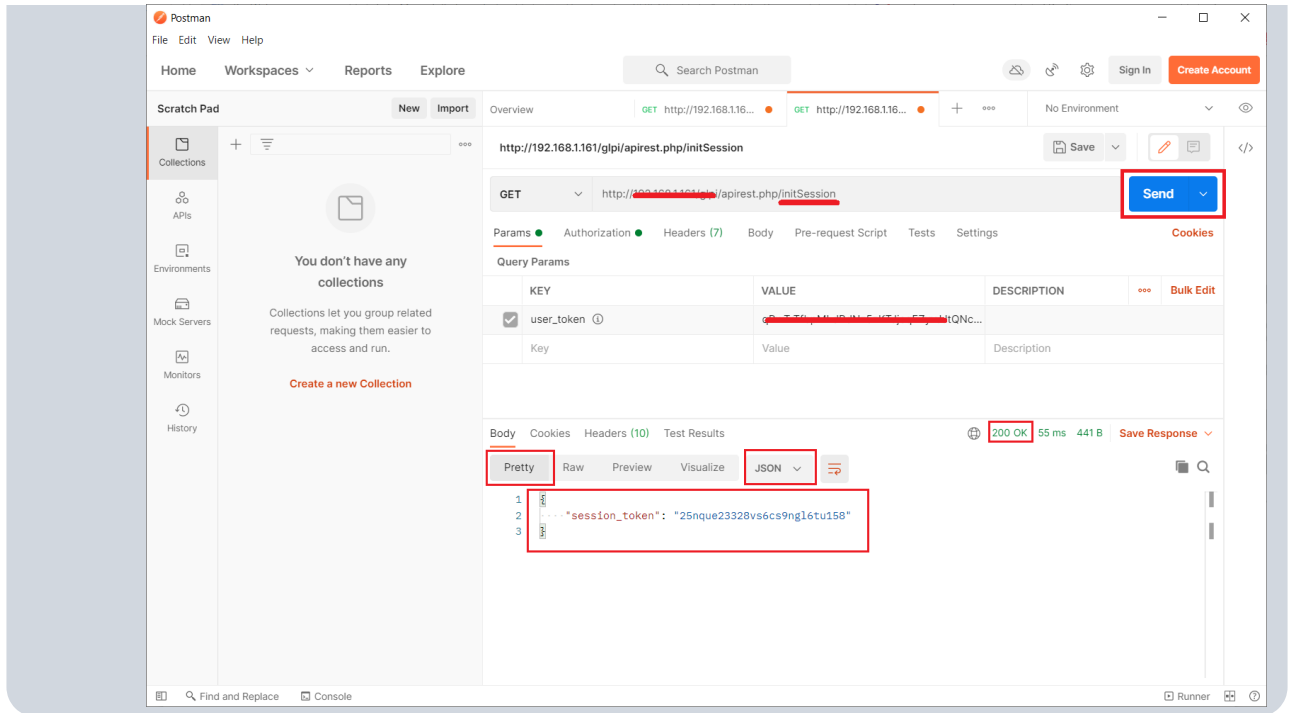 Postman
File Edit View Help
Home Workspaces Reports Explore Search Postman Sign In Create Account
Scratch Pad New Import Overview GET http://192.168.1.16... GET http://192.168.1.16... No Environment
Collections
APIs
Environments
Mock Servers
Monitors
History
You don't have any
collections
Collections let you group related
requests, making them easier to
access and run.
Create a new Collection
http://192.168.1.161/glpi/apirest.php/initSession Save
GET http:// /apirest.php/initSession Send
Params Authorization Headers (7) Body Pre-request Script Tests Settings Cookies
Query Params
KEY VALUE DESCRIPTION Bulk Edit
user_token
Key Value Description
Body Cookies Headers (10) Test Results 200 OK 55 ms 441 B Save Response
Pretty Raw Preview Visualize JSON
1 {
2 "session_token": "25nque23328vs6cs9ngl6tu158"
3 }
Find and Replace Console Runner